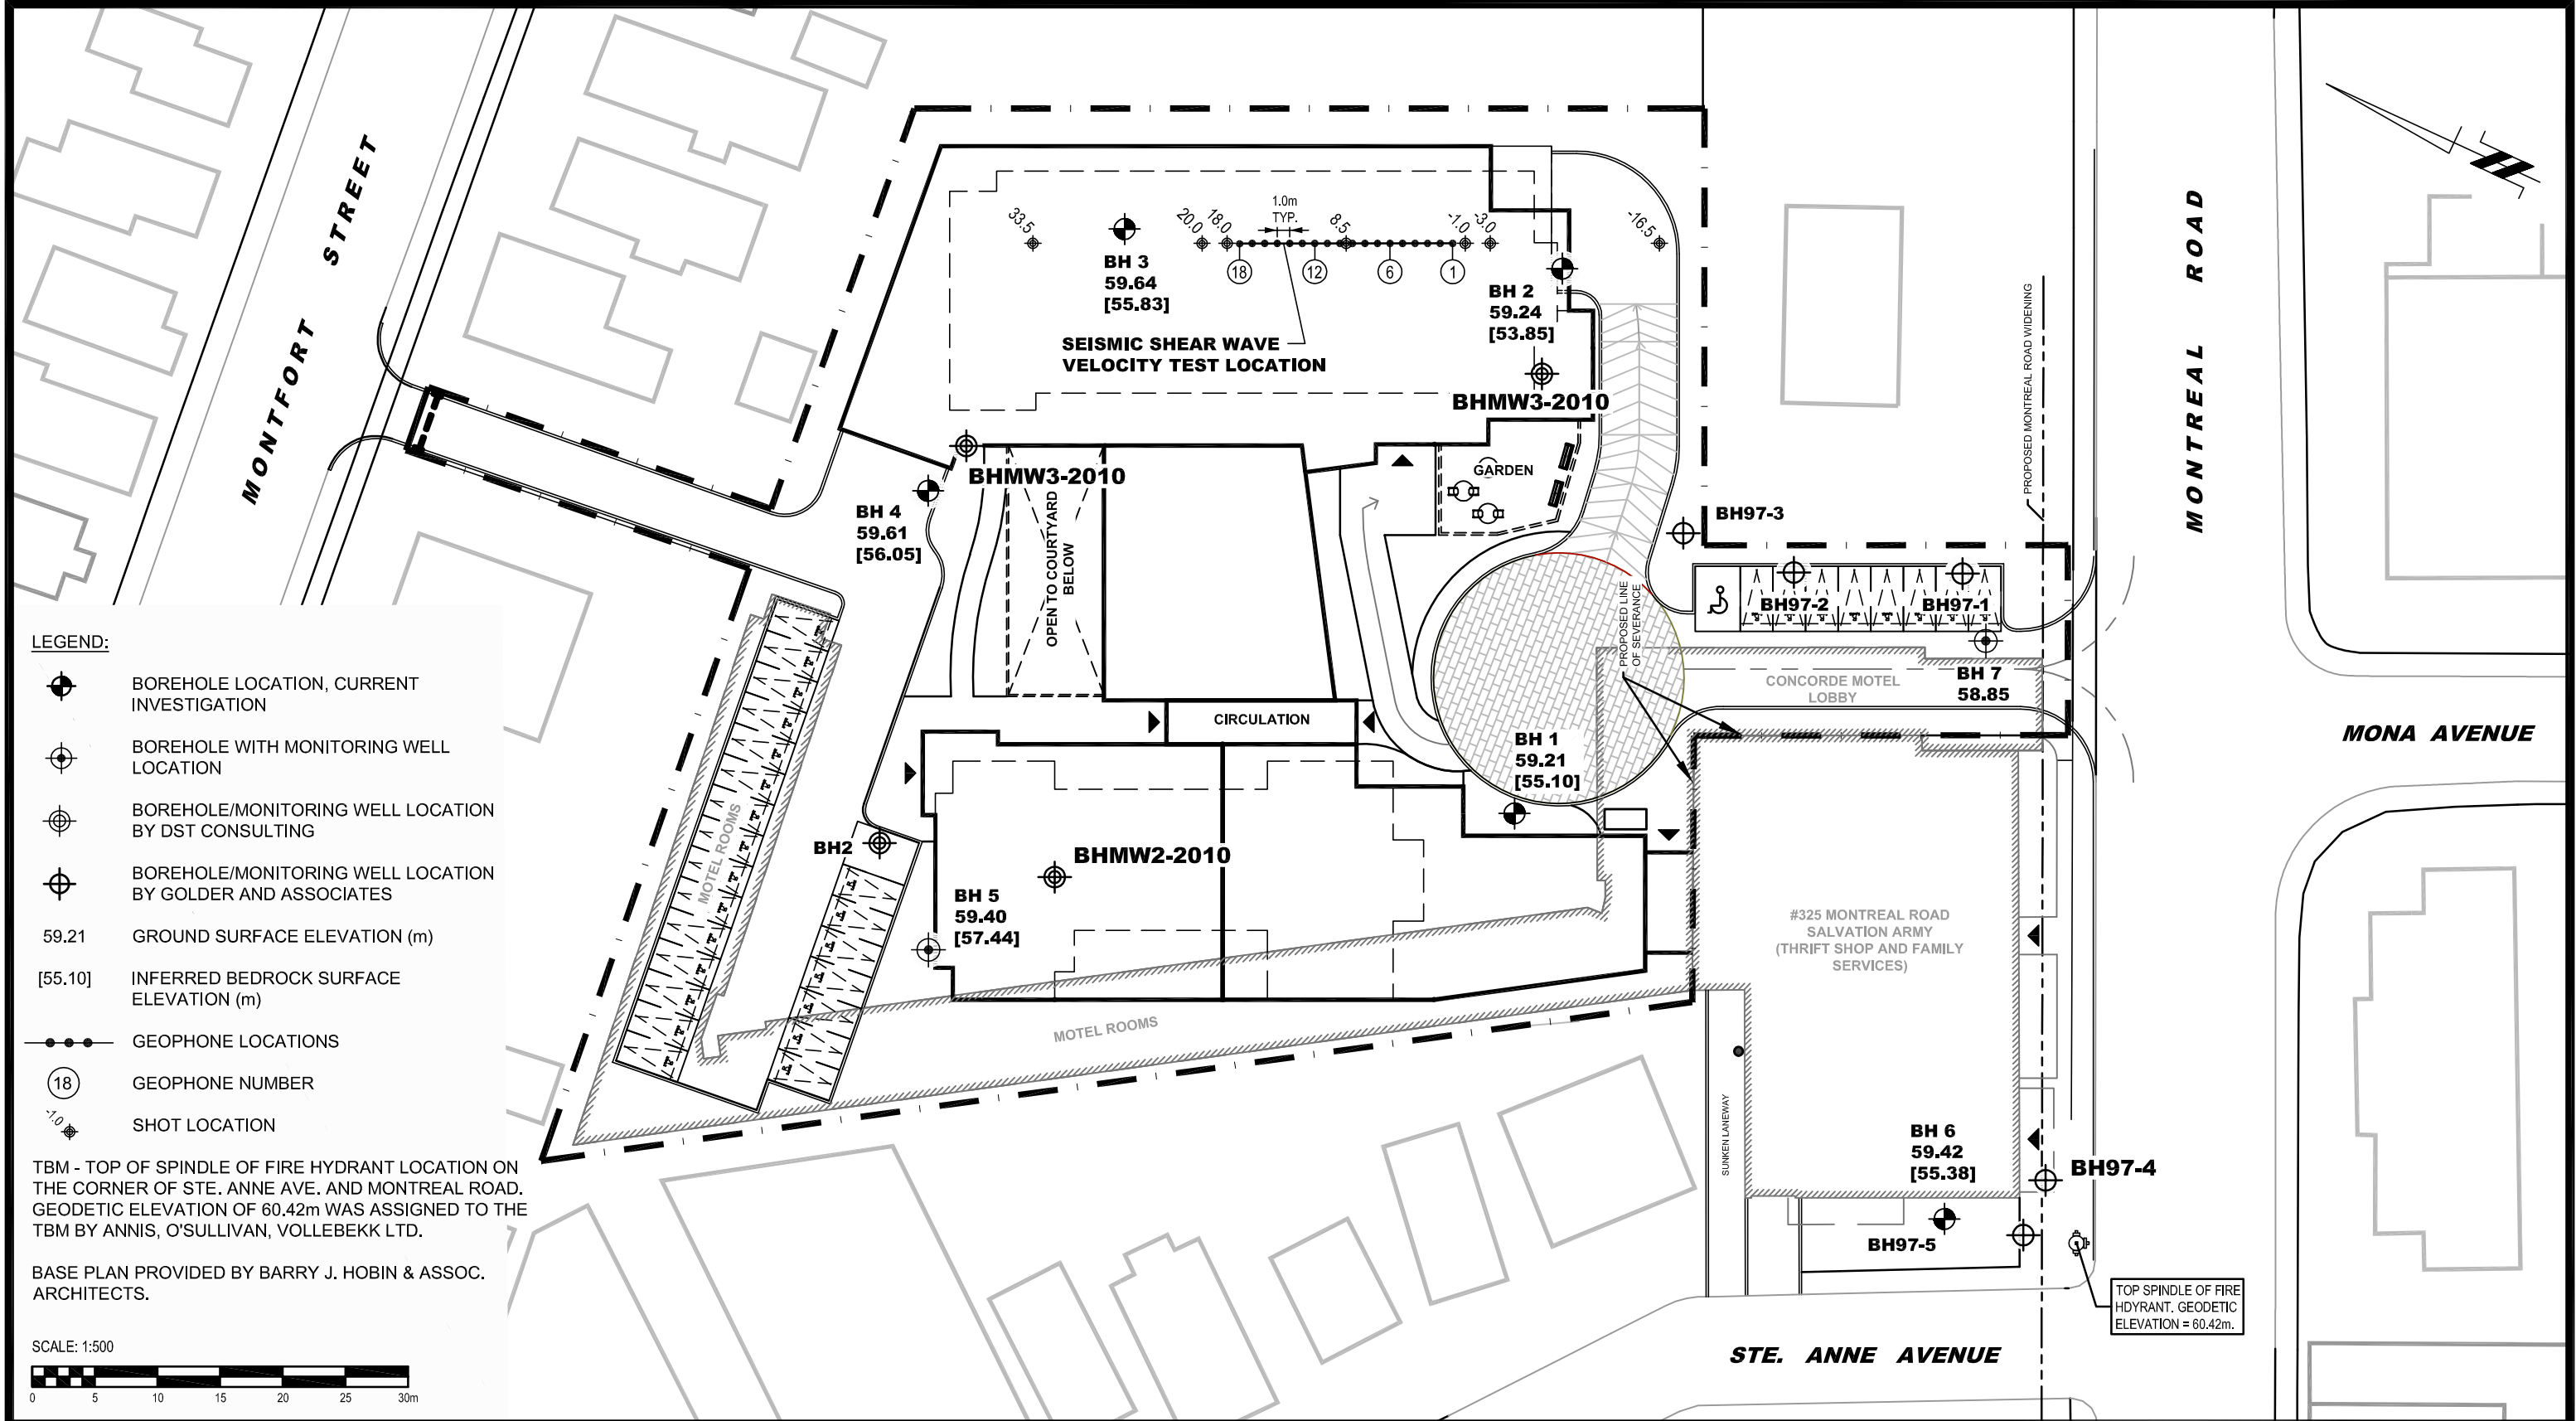 MONTFORT STREET
33.5
20.0
18.0
1.0m
TYP.
8.5
-1.0
-3.0
-16.5
18
12
6
1
BH 3
59.64
[55.83]
BH 2
59.24
[53.85]
SEISMIC SHEAR WAVE
VELOCITY TEST LOCATION
BHMW3-2010
BHMW3-2010
GARDEN
BH 4
59.61
[56.05]
OPEN TO COURTYARD
BELOW
BH97-3
BH97-2
BH97-1
PROPOSED MONTREAL ROAD WIDENING
MONTREAL ROAD
PROPOSED LINE
OF SEVERANCE
CONCORDE MOTEL
LOBBY
BH 7
58.85
CIRCULATION
BH 1
59.21
[55.10]
MONA AVENUE
MOTEL ROOMS
BH2
BHMW2-2010
BH 5
59.40
[57.44]
#325 MONTREAL ROAD
SALVATION ARMY
(THRIFT SHOP AND FAMILY
SERVICES)
MOTEL ROOMS
SUNKEN LANEWAY
BH 6
59.42
[55.38]
BH97-4
BH97-5
TOP SPINDLE OF FIRE
HDYRANT. GEODETIC
ELEVATION = 60.42m.
STE. ANNE AVENUE
LEGEND:
BOREHOLE LOCATION, CURRENT
INVESTIGATION
BOREHOLE WITH MONITORING WELL
LOCATION
BOREHOLE/MONITORING WELL LOCATION
BY DST CONSULTING
BOREHOLE/MONITORING WELL LOCATION
BY GOLDER AND ASSOCIATES
59.21 GROUND SURFACE ELEVATION (m)
[55.10] INFERRED BEDROCK SURFACE
ELEVATION (m)
GEOPHONE LOCATIONS
18 GEOPHONE NUMBER
-1.0 SHOT LOCATION
TBM - TOP OF SPINDLE OF FIRE HYDRANT LOCATION ON
THE CORNER OF STE. ANNE AVE. AND MONTREAL ROAD.
GEODETIC ELEVATION OF 60.42m WAS ASSIGNED TO THE
TBM BY ANNIS, O'SULLIVAN, VOLLEBEKK LTD.
BASE PLAN PROVIDED BY BARRY J. HOBIN & ASSOC.
ARCHITECTS.
SCALE: 1:500
0 5 10 15 20 25 30m